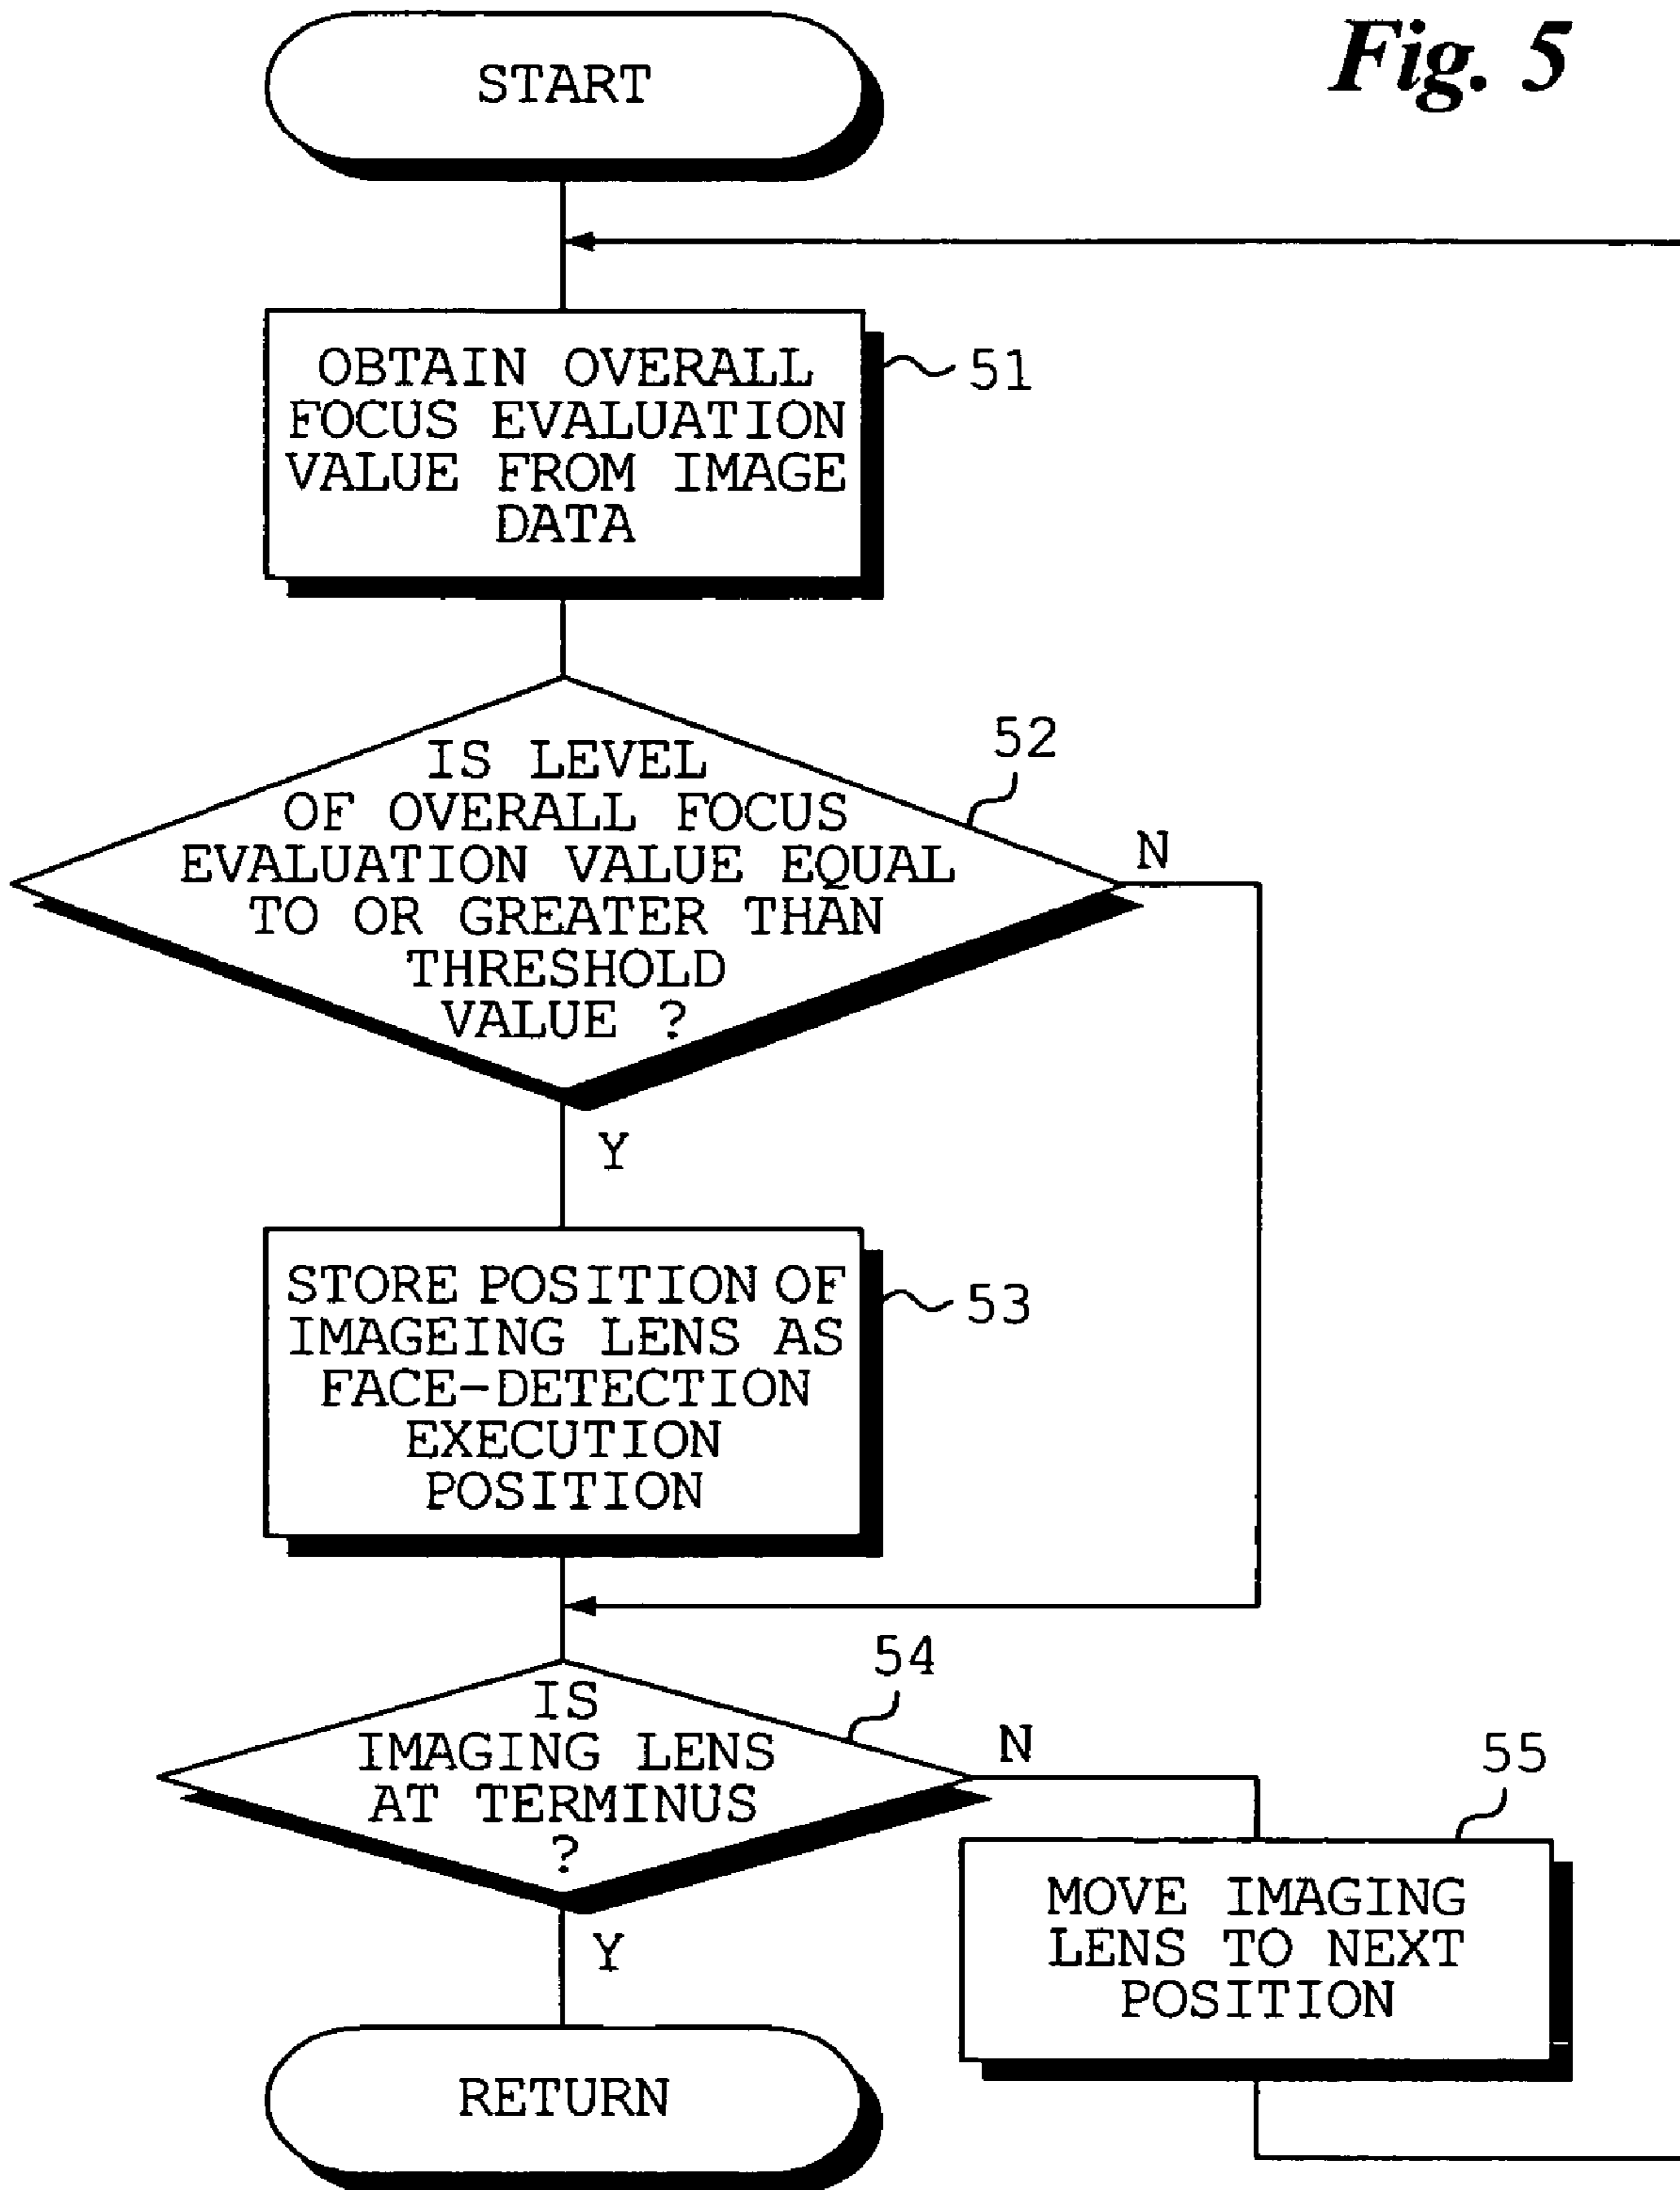 Fig. 5
START
OBTAIN OVERALL
FOCUS EVALUATION
VALUE FROM IMAGE
DATA
51
IS LEVEL
OF OVERALL FOCUS
EVALUATION VALUE EQUAL
TO OR GREATER THAN
THRESHOLD
VALUE ?
52
N
Y
STORE POSITION OF
IMAGEING LENS AS
FACE-DETECTION
EXECUTION
POSITION
53
IS
IMAGING LENS
AT TERMINUS
?
54
N
Y
55
MOVE IMAGING
LENS TO NEXT
POSITION
RETURN